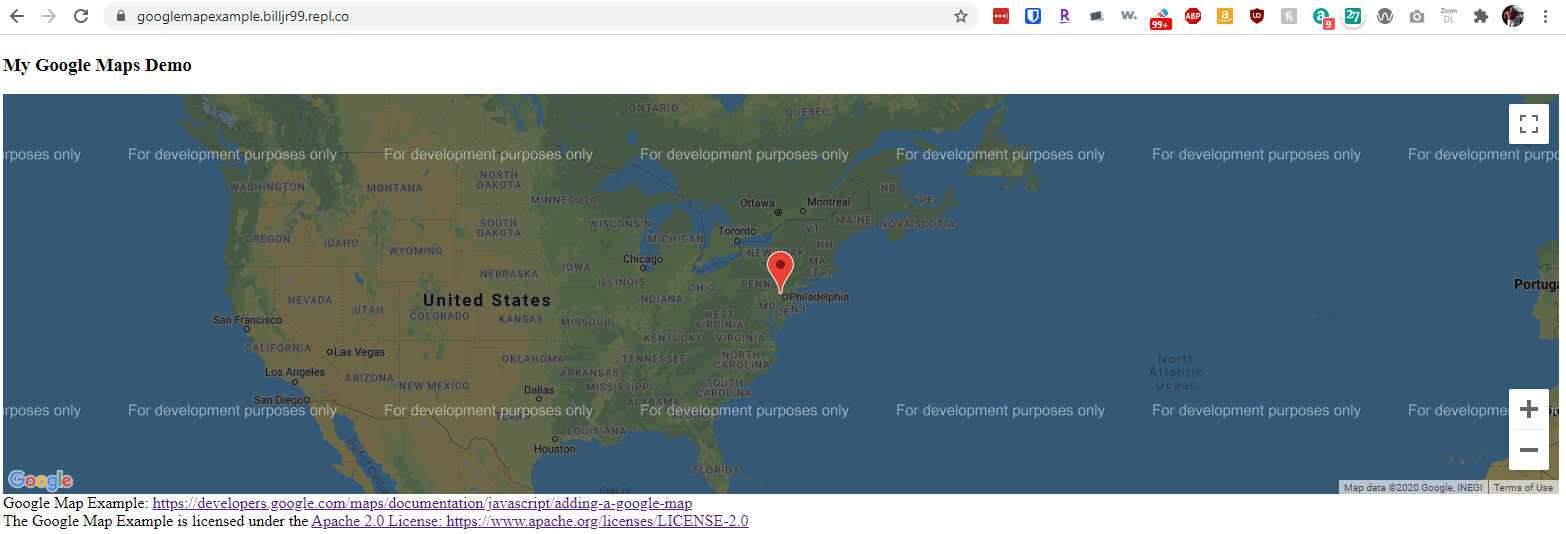 googlemapexample.billjr99.repl.co
99+
ABP
a
9
27
Zoom
DL
My Google Maps Demo
ONTARIO
QUEBEC
rposes only
For development purposes only
For development purposes only
For development purposes only
For development purposes only
For development purposes only
For development purpo
WASHINGTON
MONTANA
NORTH
DAKOTA
MINNESOTA
Ottawa
Montreal
NB
PE
MAINE
NOVA SCOTIA
OREGON
IDAHO
WYOMING
SOUTH
DAKOTA
WISCONSIN
MICHIGAN
Toronto
VT
NH
NEW YORK
MA
CT RI
Chicago
IOWA
NEBRASKA
ILLINOIS
INDIANA
OHIO
PENN
Philadelphia
MD
DE
NJ
United States
NEVADA
UTAH
COLORADO
KANSAS
MISSOURI
WEST
VIRGINIA
KENTUCKY
VIRGINIA
Portuga
San Francisco
CALIFORNIA
Las Vegas
OKLAHOMA
TENNESSEE
NORTH
CAROLINA
North
Atlantic
Ocean
Los Angeles
ARIZONA
NEW MEXICO
ARKANSAS
MISSISSIPPI
SOUTH
CAROLINA
Dallas
ALABAMA
San Diego
rposes only
For development purposes only
For development purposes only
For development purposes only
For development purposes only
For development purposes only
For developme
TEXAS
GEORGIA
LOUISIANA
Houston
Gulf of
Califor
FLORIDA
Gulf of
Google
Map data ©2020 Google, INEGI
Terms of Use
Google Map Example: https://developers.google.com/maps/documentation/javascript/adding-a-google-map
The Google Map Example is licensed under the Apache 2.0 License: https://www.apache.org/licenses/LICENSE-2.0